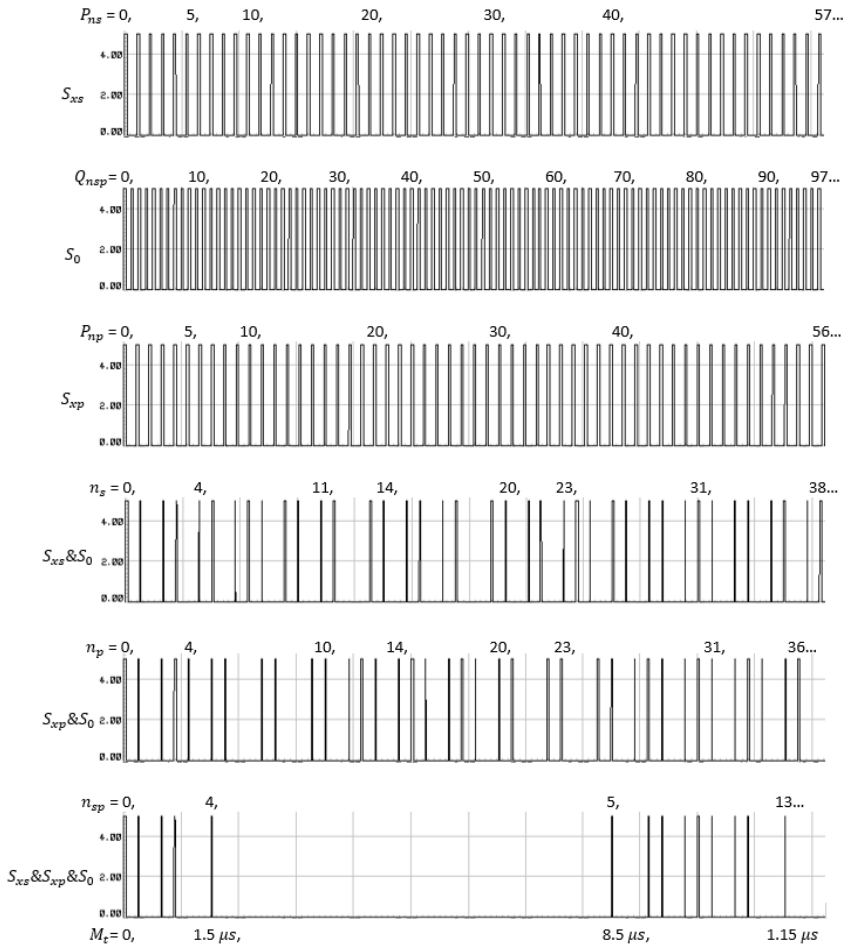 P_ns = 0, 5, 10, 20, 30, 40, 57...
4.00
S_xs
2.00
0.00
Q_nsp = 0, 10, 20, 30, 40, 50, 60, 70, 80, 90, 97...
4.00
2.00
S_0
0.00
P_np = 0, 5, 10, 20, 30, 40, 56...
4.00
S_xp
2.00
0.00
n_s = 0, 4, 11, 14, 20, 23, 31, 38...
4.00
S_xs&S_0
2.00
0.00
n_p = 0, 4, 10, 14, 20, 23, 31, 36...
4.00
S_xp&S_0
2.00
0.00
n_sp = 0, 4, 5, 13...
4.00
S_xs&S_xp&S_0
2.00
0.00
M_t = 0, 1.5 μs, 8.5 μs, 1.15 μs